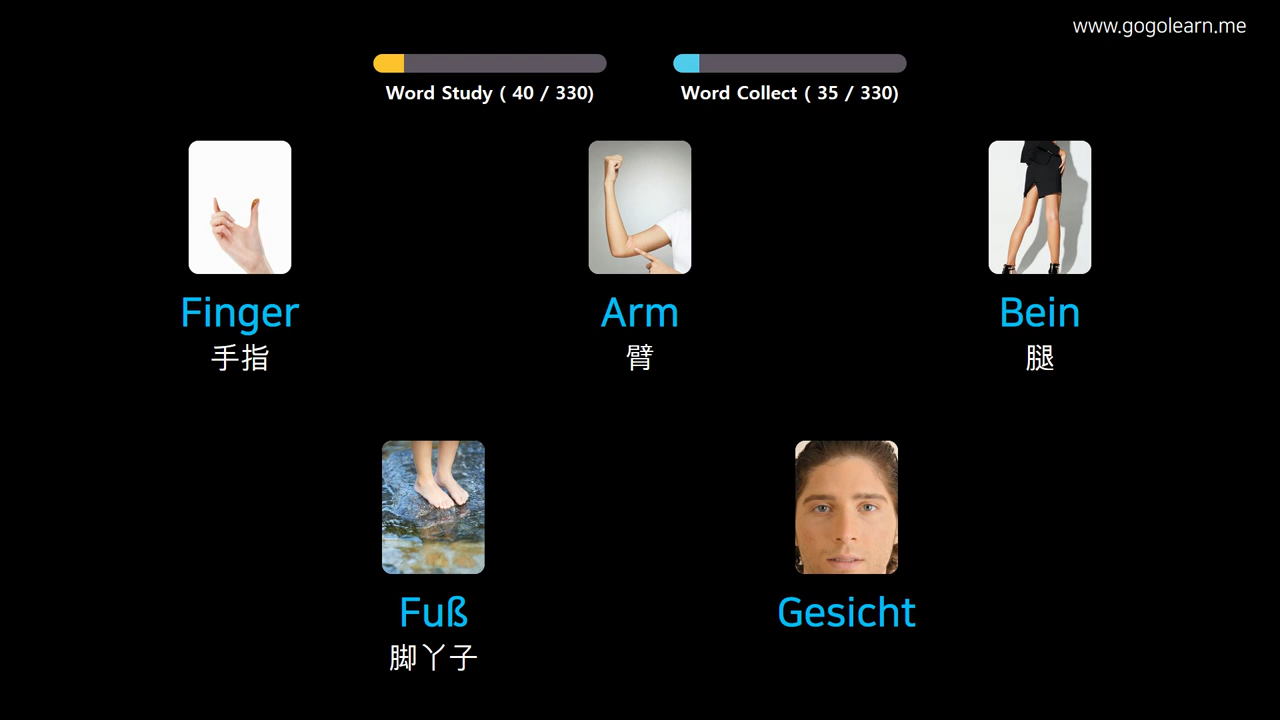 www.gogolearn.me
Word Study ( 40 / 330)
Word Collect ( 35 / 330)
Finger
Arm
Bein
手指
臂
腿
Fuß
Gesicht
脚丫子